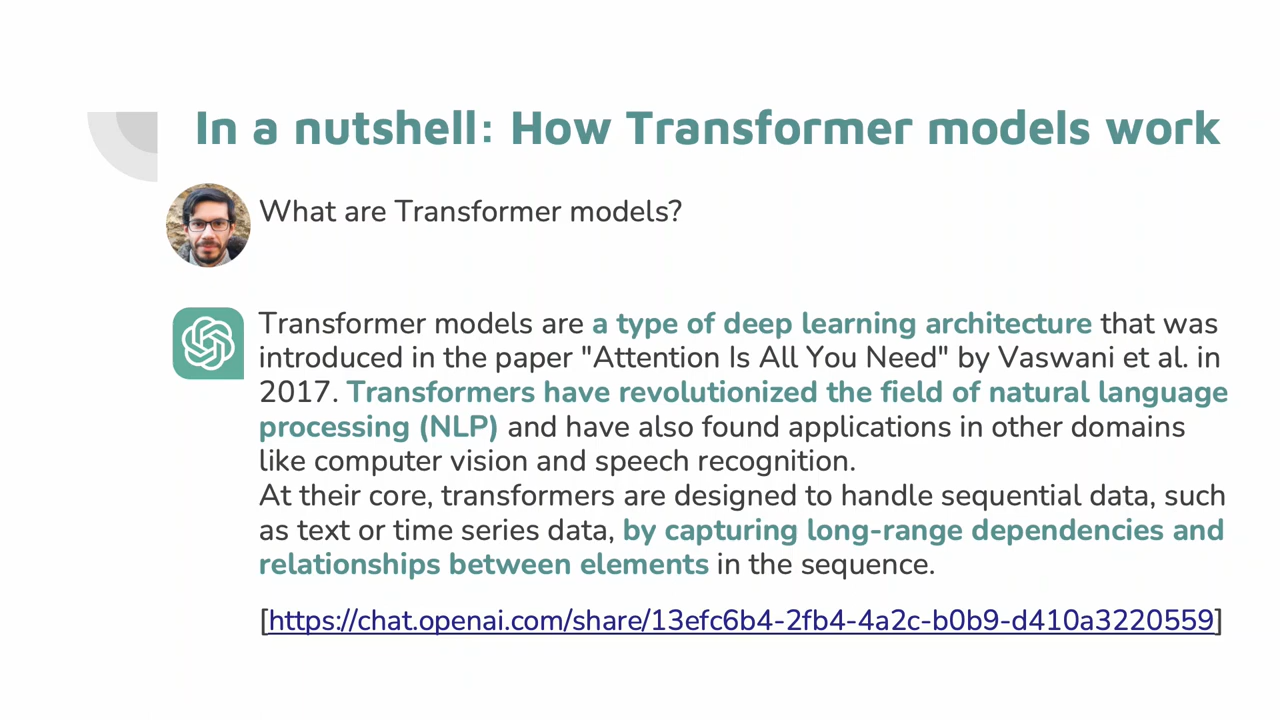 In a nutshell: How Transformer models work
What are Transformer models?
Transformer models are a type of deep learning architecture that was
introduced in the paper "Attention Is All You Need" by Vaswani et al. in
2017. Transformers have revolutionized the field of natural language
processing (NLP) and have also found applications in other domains
like computer vision and speech recognition.
At their core, transformers are designed to handle sequential data, such
as text or time series data, by capturing long-range dependencies and
relationships between elements in the sequence.
[https://chat.openai.com/share/13efc6b4-2fb4-4a2c-b0b9-d410a3220559]